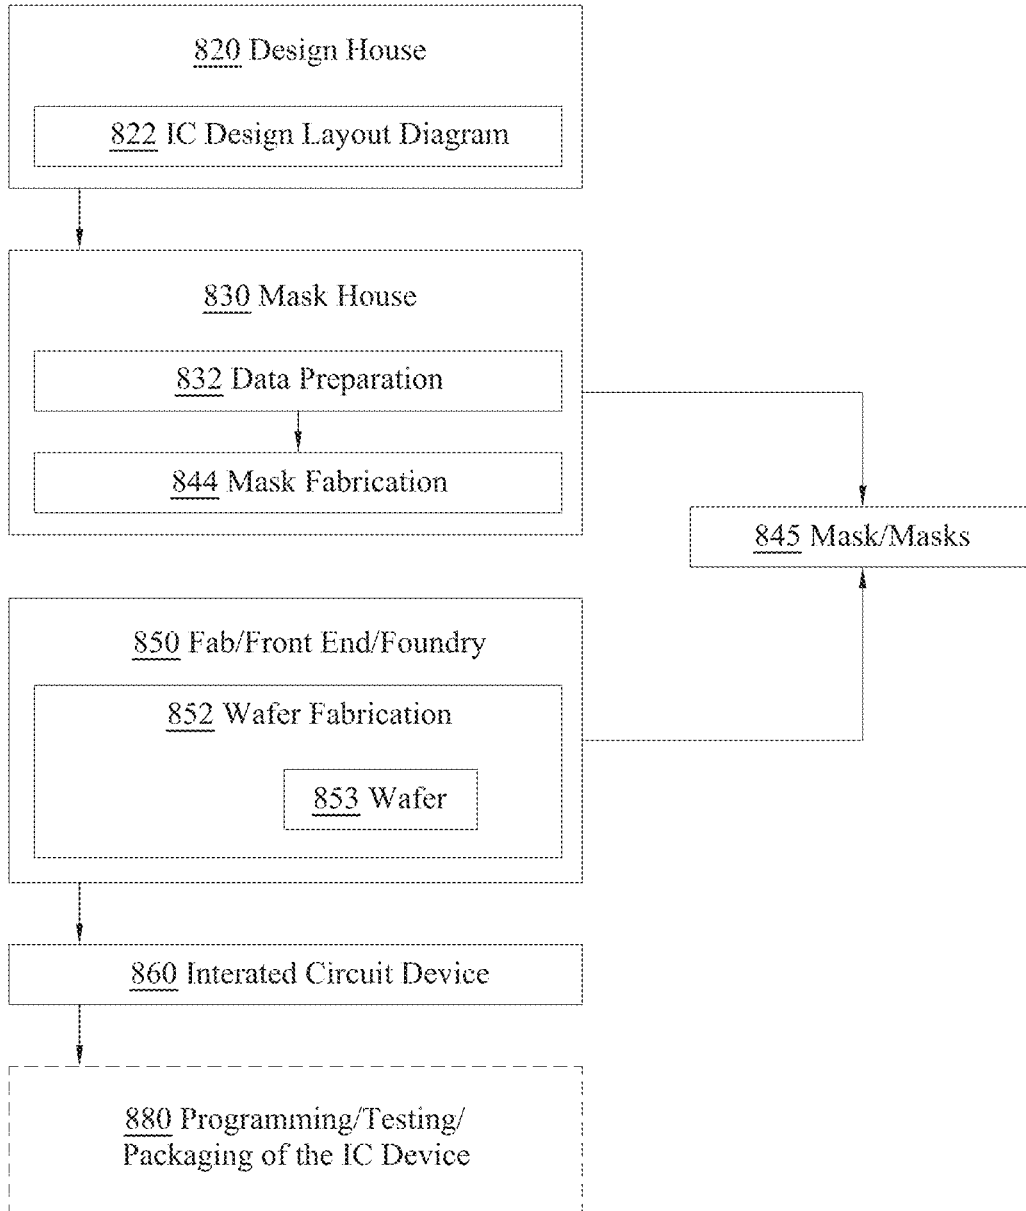 820 Design House
822 IC Design Layout Diagram
830 Mask House
832 Data Preparation
844 Mask Fabrication
845 Mask/Masks
850 Fab/Front End/Foundry
852 Wafer Fabrication
853 Wafer
860 Interated Circuit Device
880 Programming/Testing/
Packaging of the IC Device